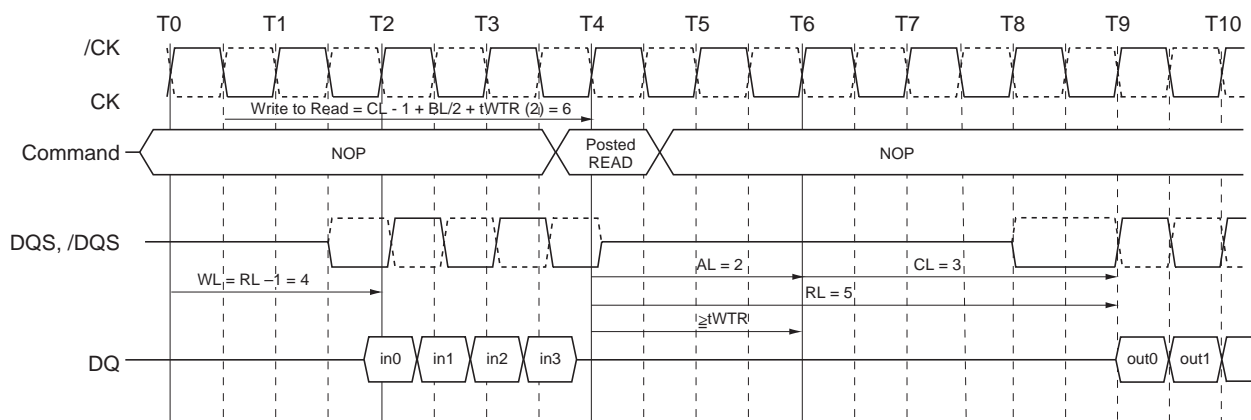 T0 T1 T2 T3 T4 T5 T6 T7 T8 T9 T10
/CK
CK
Write to Read = CL - 1 + BL/2 + tWTR (2) = 6
Command
NOP
Posted
READ
NOP
DQS, /DQS
AL = 2
CL = 3
WL = RL –1 = 4
RL = 5
≧tWTR
DQ
in0 in1 in2 in3
out0 out1